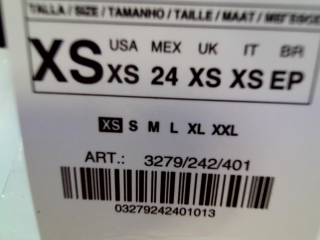 TALLA / SIZE / TAMANHO / TAILLE / MAAT /
USA MEX UK IT BR
XS XS 24 XS XS EP
XS S M L XL XXL
ART.: 3279/242/401
03279242401013